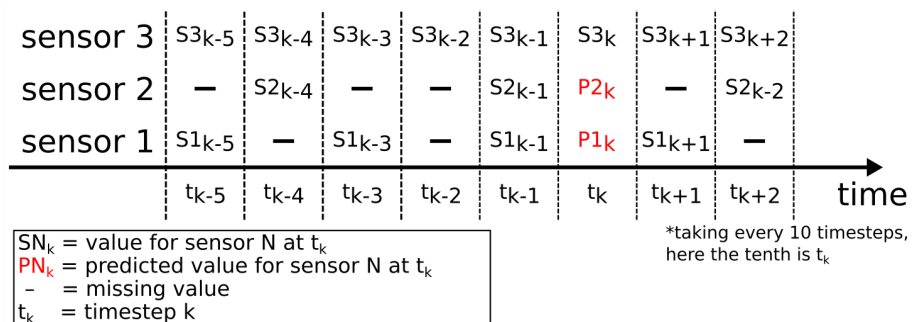 sensor 3 S3k-5 S3k-4 S3k-3 S3k-2 S3k-1 S3k S3k+1 S3k+2
sensor 2 – S2k-4 – – S2k-1 P2k – S2k-2
sensor 1 S1k-5 – S1k-3 – S1k-1 P1k S1k+1 –
tk-5 tk-4 tk-3 tk-2 tk-1 tk tk+1 tk+2 time
SNk = value for sensor N at tk
PNk = predicted value for sensor N at tk
– = missing value
tk = timestep k
*taking every 10 timesteps,
here the tenth is tk